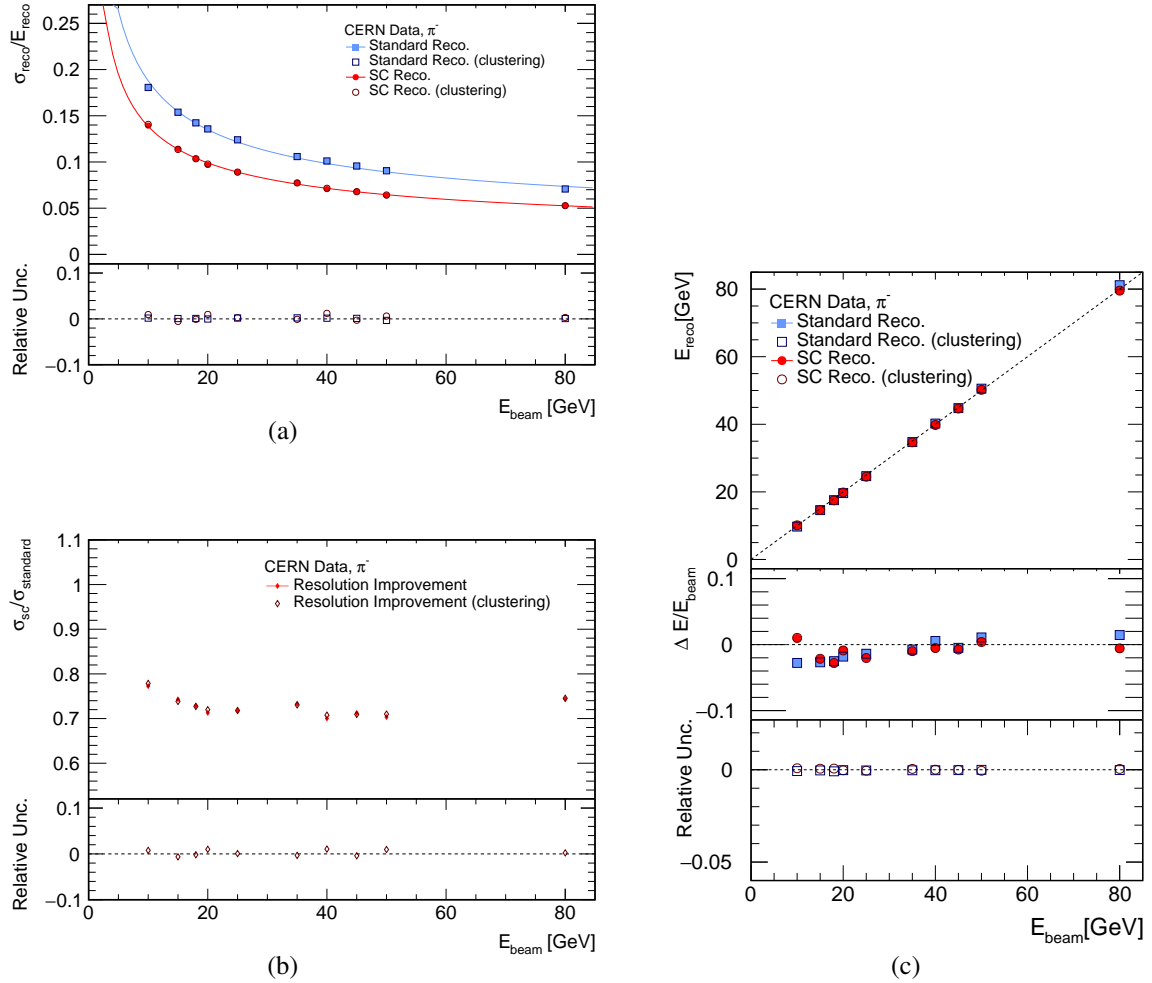 CERN Data, π⁻
Standard Reco.
Standard Reco. (clustering)
SC Reco.
SC Reco. (clustering)
σreco/Ereco
0.25
0.2
0.15
0.1
0.05
0
Relative Unc.
0.1
0
−0.1
0 20 40 60 80
Ebeam [GeV]
(a)
CERN Data, π⁻
Resolution Improvement
Resolution Improvement (clustering)
σsc/σstandard
1.1
1
0.9
0.8
0.7
0.6
Relative Unc.
0.1
0
−0.1
0 20 40 60 80
Ebeam [GeV]
(b)
CERN Data, π⁻
Standard Reco.
Standard Reco. (clustering)
SC Reco.
SC Reco. (clustering)
Ereco[GeV]
80
60
40
20
0
Δ E/Ebeam
0.1
0
−0.1
Relative Unc.
0
−0.05
0 20 40 60 80
Ebeam [GeV]
(c)